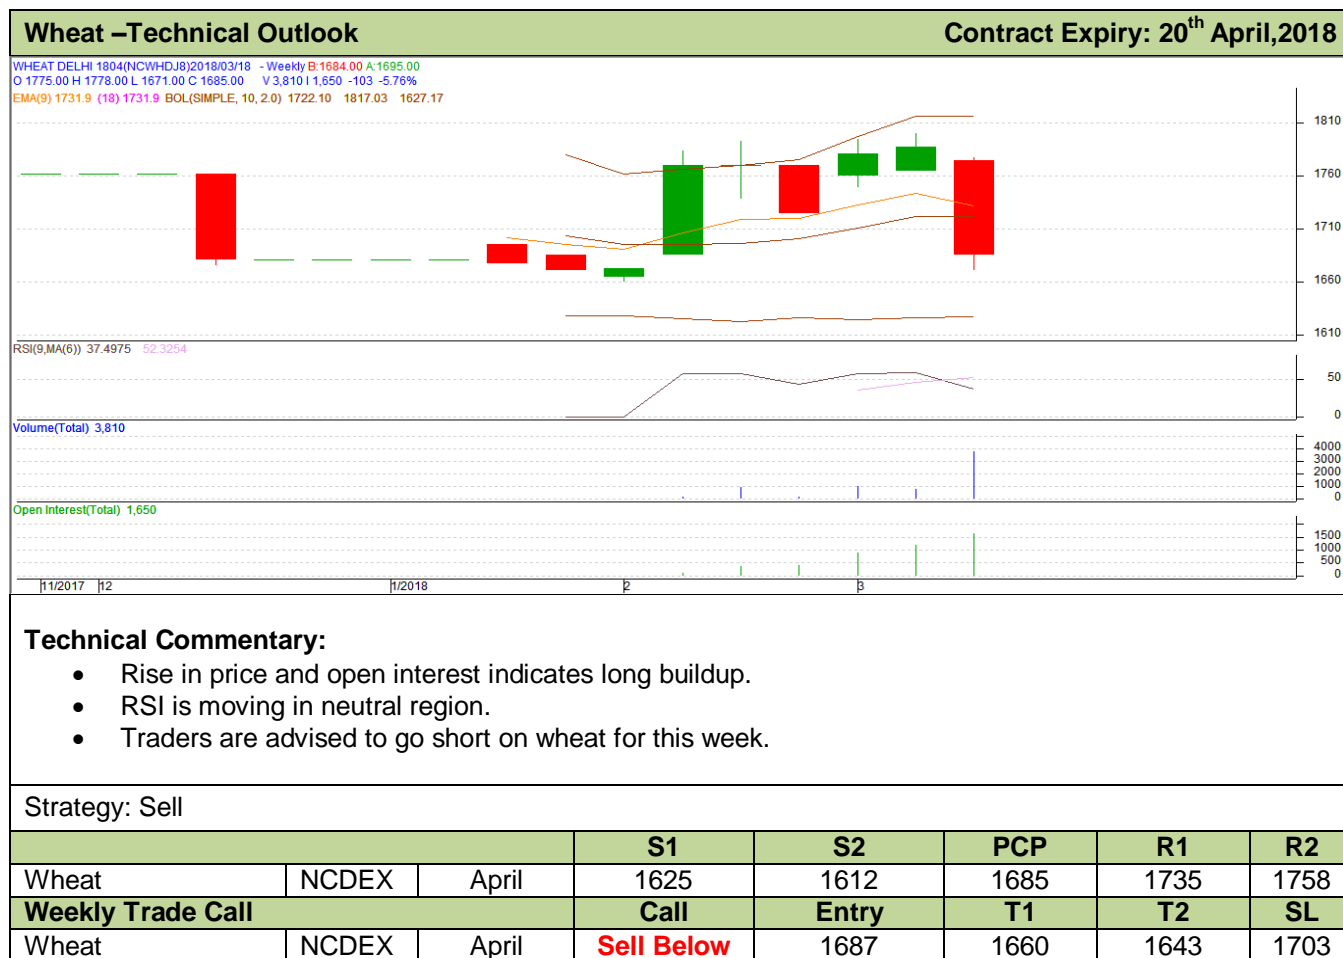 Wheat –Technical Outlook Contract Expiry: 20th April,2018
WHEAT DELHI 1804(NCWHDJ8)2018/03/18 - Weekly B:1684.00 A:1695.00
O 1775.00 H 1778.00 L 1671.00 C 1685.00 V 3,810 I 1,650 -103 -5.76%
EMA(9) 1731.9 (18) 1731.9 BOL(SIMPLE, 10, 2.0) 1722.10 1817.03 1627.17
1810
1760
1710
1660
1610
RSI(9,MA(6)) 37.4975 52.3254
50
0
Volume(Total) 3,810
4000
3000
2000
1000
0
Open Interest(Total) 1,650
1500
1000
500
0
11/2017 12 1/2018 2 3
Technical Commentary:
• Rise in price and open interest indicates long buildup.
• RSI is moving in neutral region.
• Traders are advised to go short on wheat for this week.
Strategy: Sell
S1 S2 PCP R1 R2
Wheat NCDEX April 1625 1612 1685 1735 1758
Weekly Trade Call Call Entry T1 T2 SL
Wheat NCDEX April Sell Below 1687 1660 1643 1703